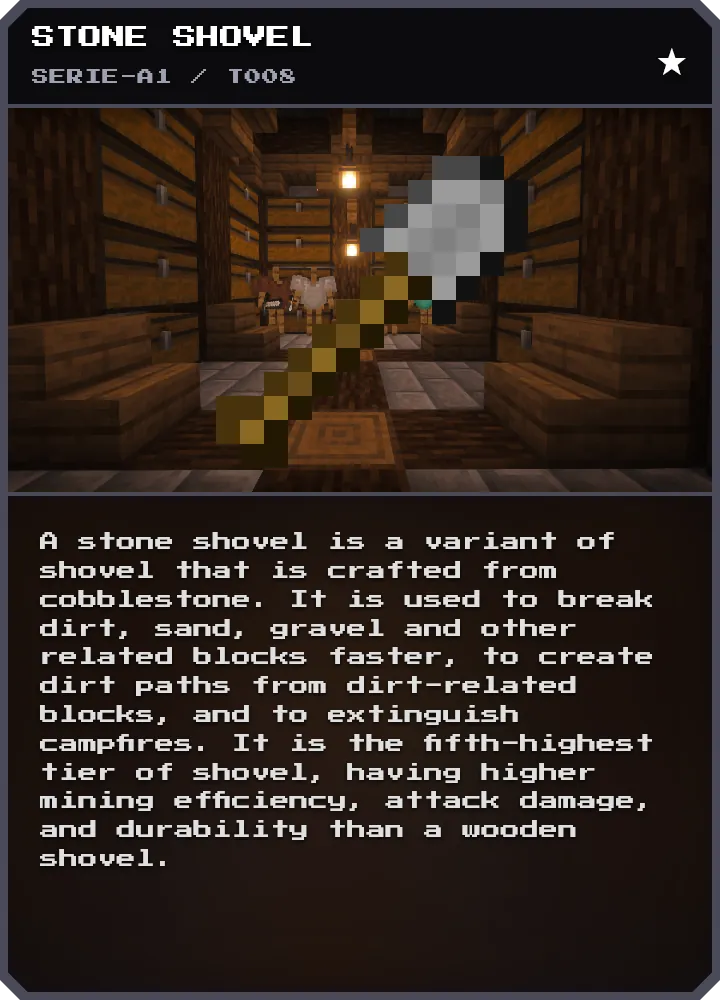 STONE SHOVEL
SERIE-A1 / T008
A stone shovel is a variant of
shovel that is crafted from
cobblestone. It is used to break
dirt, sand, gravel and other
related blocks faster, to create
dirt paths from dirt-related
blocks, and to extinguish
campfires. It is the fifth-highest
tier of shovel, having higher
mining efficiency, attack damage,
and durability than a wooden
shovel.